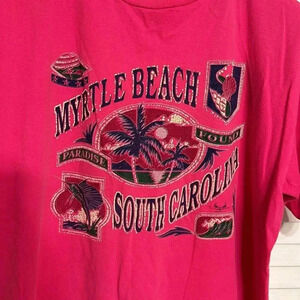 MYRTLE BEACH
PARADISE
FOUND
SOUTH CAROLINA